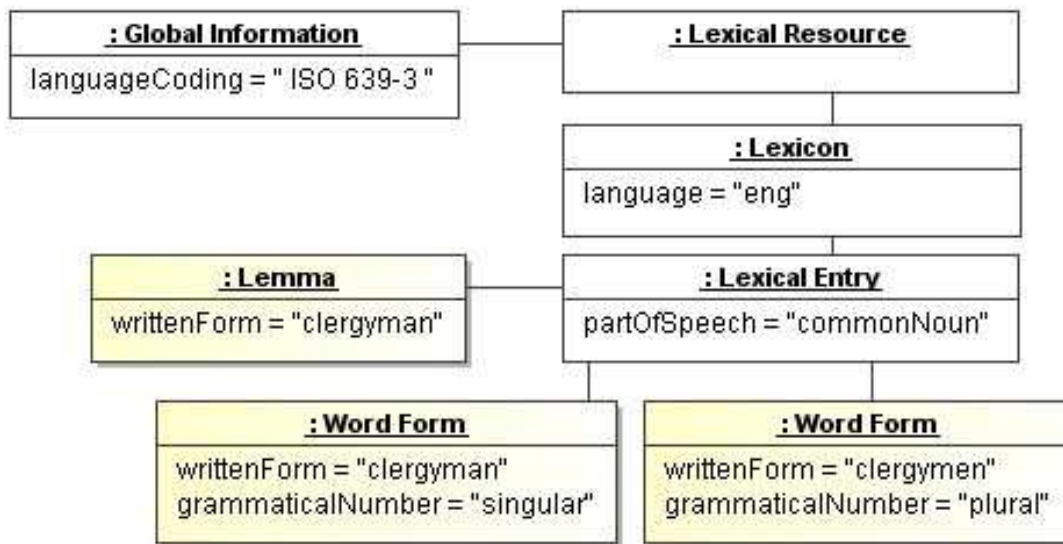 : Global Information
languageCoding = " ISO 639-3 "
: Lexical Resource
: Lexicon
language = "eng"
: Lemma
writtenForm = "clergyman"
: Lexical Entry
partOfSpeech = "commonNoun"
: Word Form
writtenForm = "clergyman"
grammaticalNumber = "singular"
: Word Form
writtenForm = "clergymen"
grammaticalNumber = "plural"